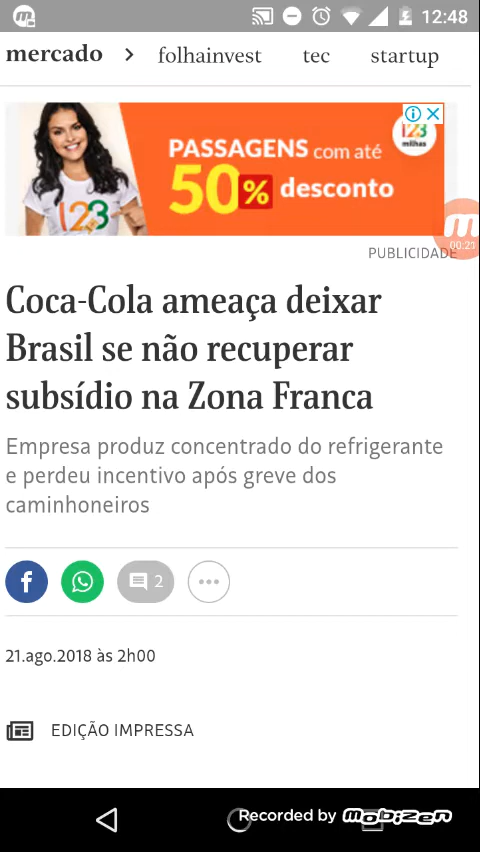 12:48
mercado > folhainvest tec startup
PASSAGENS com até
50% desconto
123
milhas
123
00:21
PUBLICIDADE
Coca-Cola ameaça deixar
Brasil se não recuperar
subsídio na Zona Franca
Empresa produz concentrado do refrigerante
e perdeu incentivo após greve dos
caminhoneiros
2
21.ago.2018 às 2h00
EDIÇÃO IMPRESSA
Recorded by mobizen